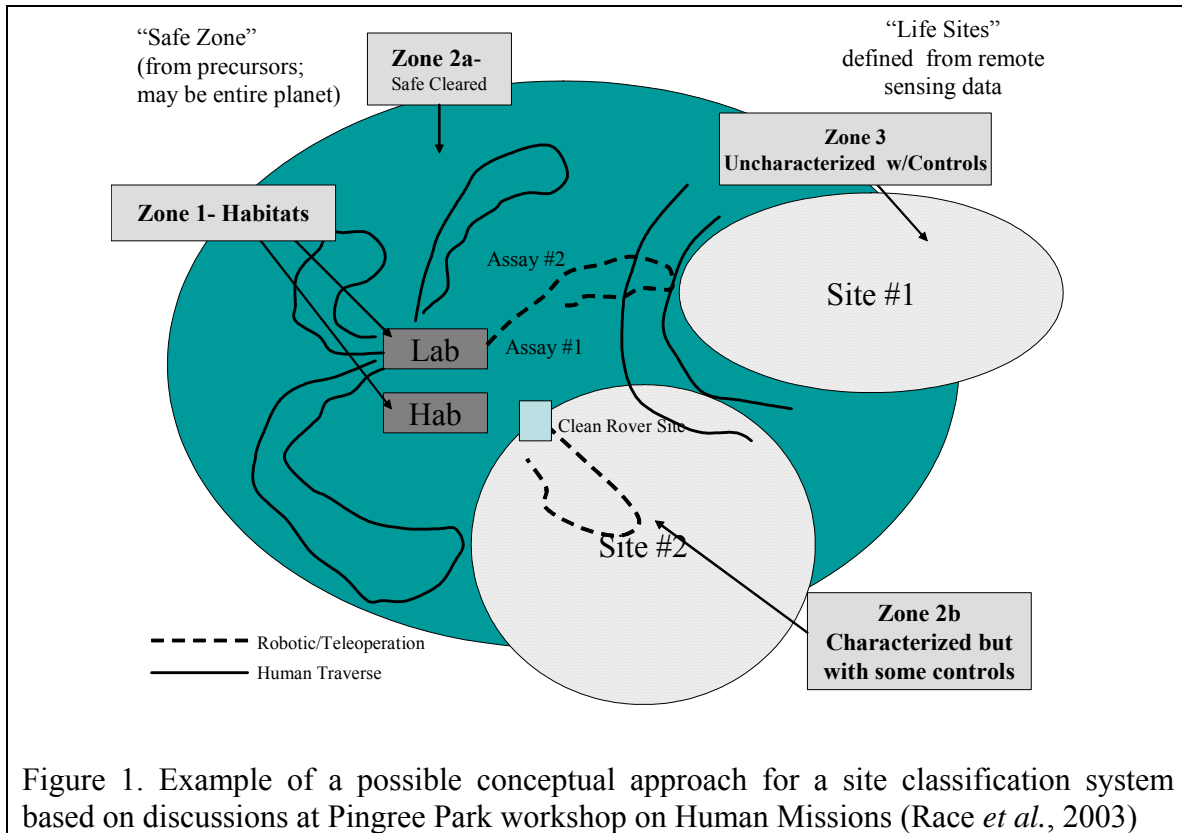 “Safe Zone”
(from precursors;
may be entire planet)
Zone 2a-
Safe Cleared
“Life Sites”
defined from remote
sensing data
Zone 3
Uncharacterized w/Controls
Zone 1- Habitats
Assay #2
Site #1
Lab
Assay #1
Hab
Clean Rover Site
Site #2
Zone 2b
Characterized but
with some controls
Robotic/Teleoperation
Human Traverse
Figure 1. Example of a possible conceptual approach for a site classification system
based on discussions at Pingree Park workshop on Human Missions (Race et al., 2003)